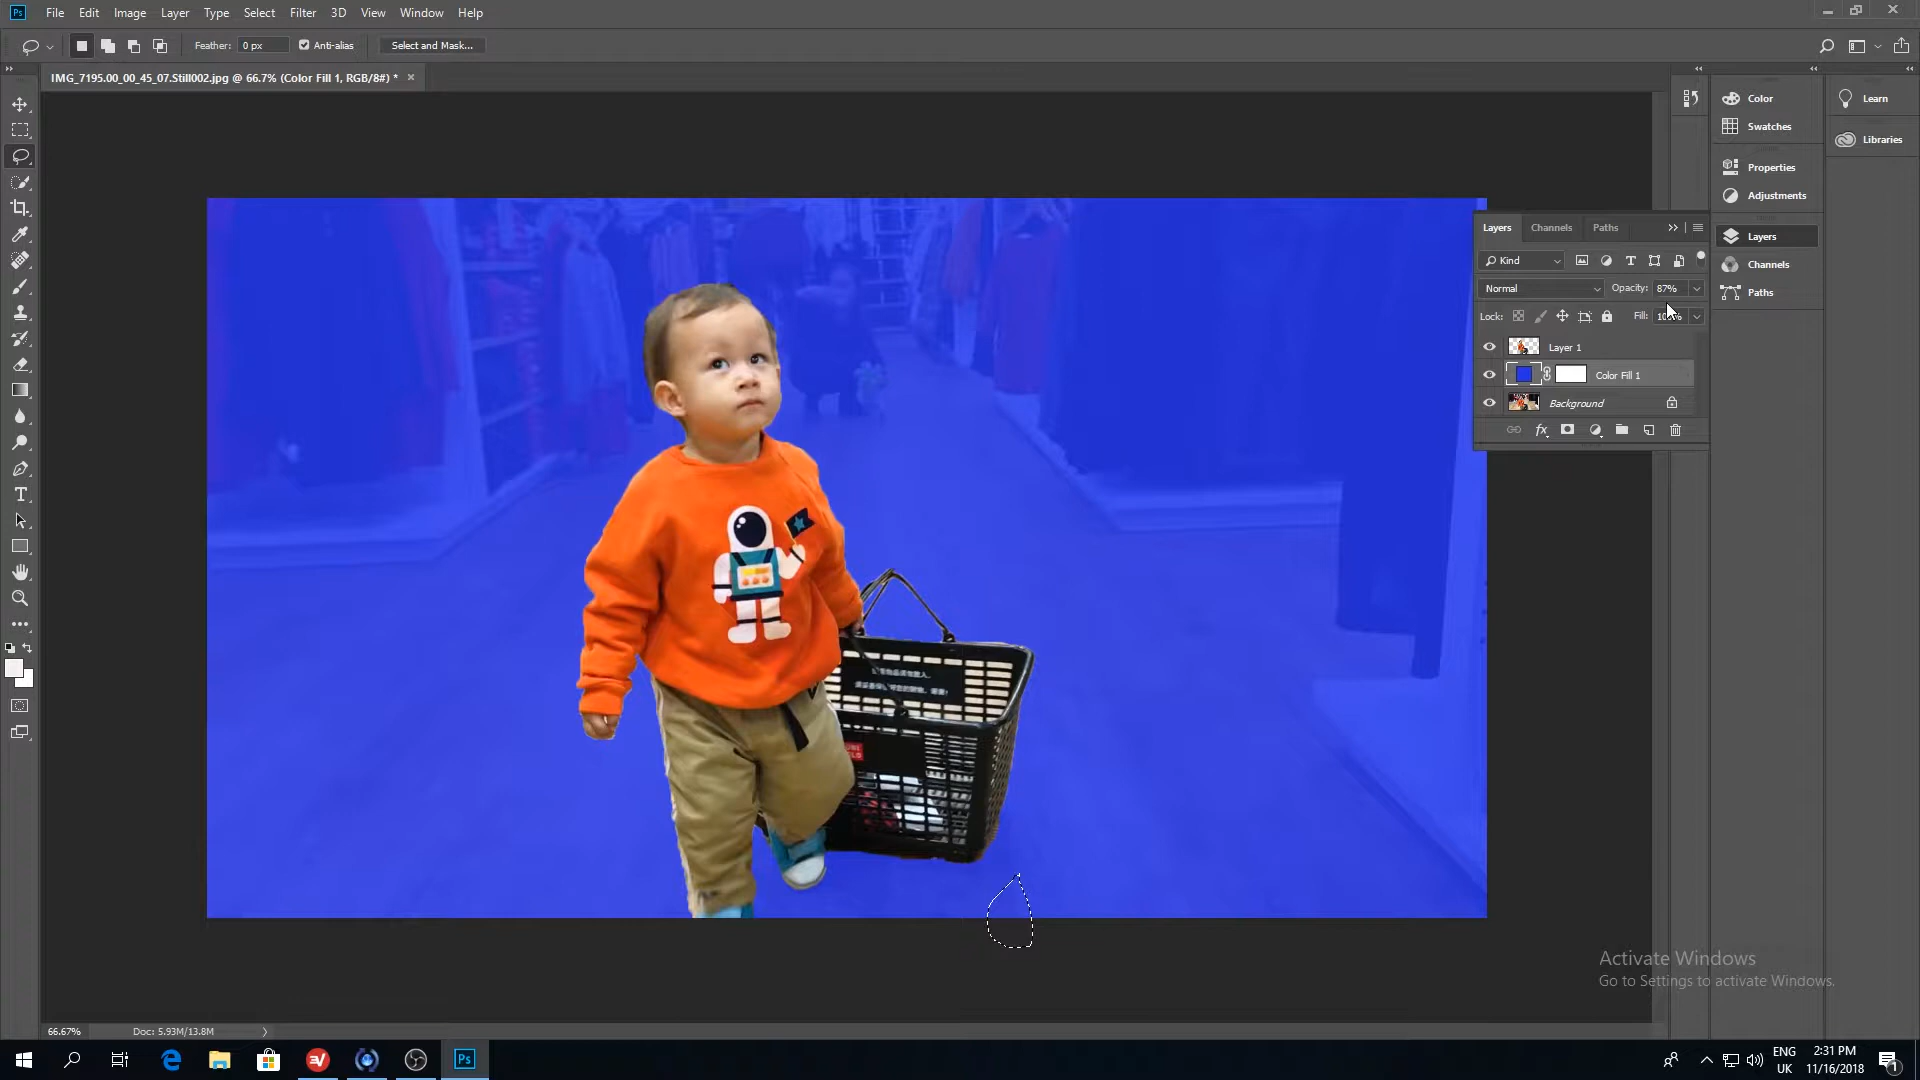 Ps File Edit Image Layer Type Select Filter 3D View Window Help
Feather: 0 px Anti-alias Select and Mask...
IMG_7195.00_00_45_07.Still002.jpg @ 66.7% (Color Fill 1, RGB/8#) *
Color
Swatches
Properties
Adjustments
Layers
Channels
Paths
Learn
Libraries
Layers Channels Paths
Kind
Normal Opacity: 87%
Lock: Fill:
Layer 1
Color Fill 1
Background
Activate Windows
Go to Settings to activate Windows.
66.67% Doc: 5.93M/13.8M
Ps
ENG
UK
2:31 PM
11/16/2018
1